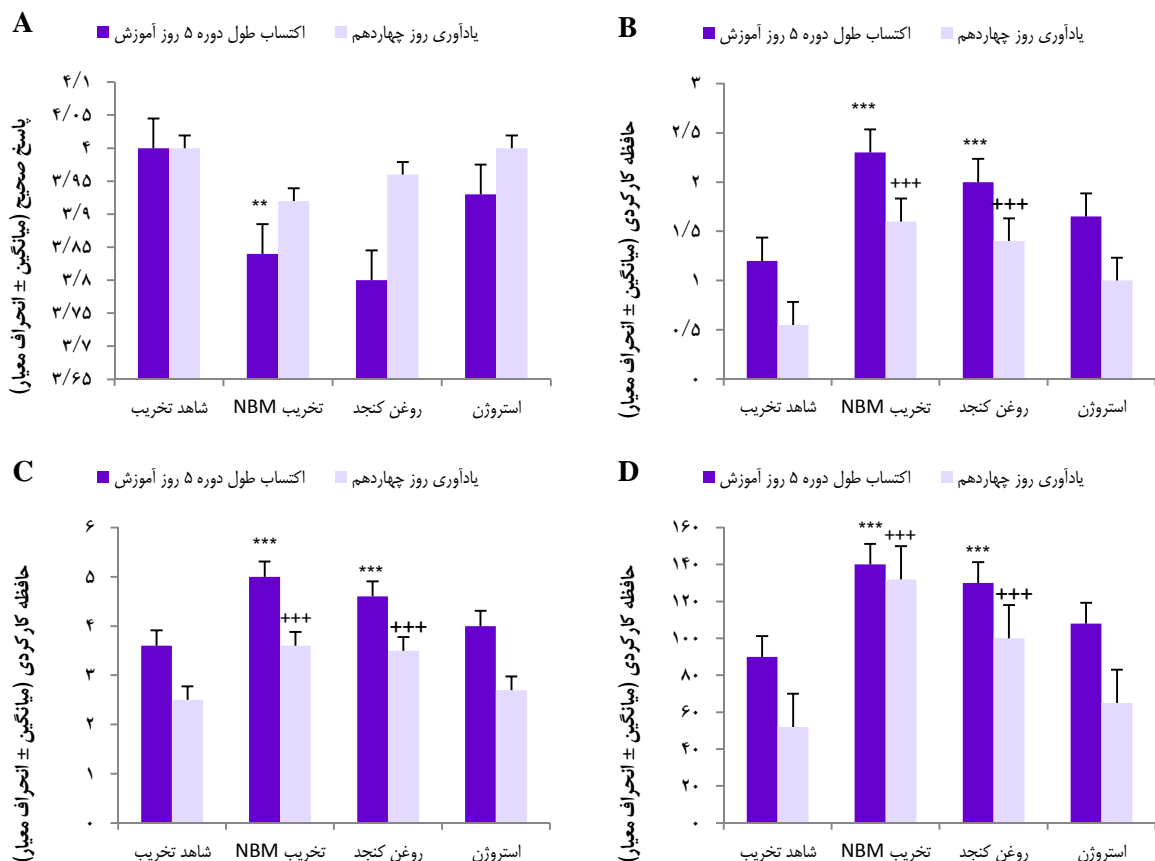 A
اکتساب طول دوره ۵ روز آموزش
یادآوری روز چهاردهم
پاسخ صحیح (میانگین ± انحراف معیار)
۴/۱
۴/۰۵
۴
۳/۹۵
۳/۹
۳/۸۵
۳/۸
۳/۷۵
۳/۷
۳/۶۵
**
شاهد تخریب
تخریب NBM
روغن کنجد
استروژن
B
اکتساب طول دوره ۵ روز آموزش
یادآوری روز چهاردهم
حافظه کارکردی (میانگین ± انحراف معیار)
۳
۲/۵
۲
۱/۵
۱
۰/۵
۰
***
+++
***
+++
شاهد تخریب
تخریب NBM
روغن کنجد
استروژن
C
اکتساب طول دوره ۵ روز آموزش
یادآوری روز چهاردهم
حافظه کارکردی (میانگین ± انحراف معیار)
۶
۵
۴
۳
۲
۱
۰
***
+++
***
+++
شاهد تخریب
تخریب NBM
روغن کنجد
استروژن
D
اکتساب طول دوره ۵ روز آموزش
یادآوری روز چهاردهم
حافظه کارکردی (میانگین ± انحراف معیار)
۱۶۰
۱۴۰
۱۲۰
۱۰۰
۸۰
۶۰
۴۰
۲۰
۰
***
+++
***
+++
شاهد تخریب
تخریب NBM
روغن کنجد
استروژن